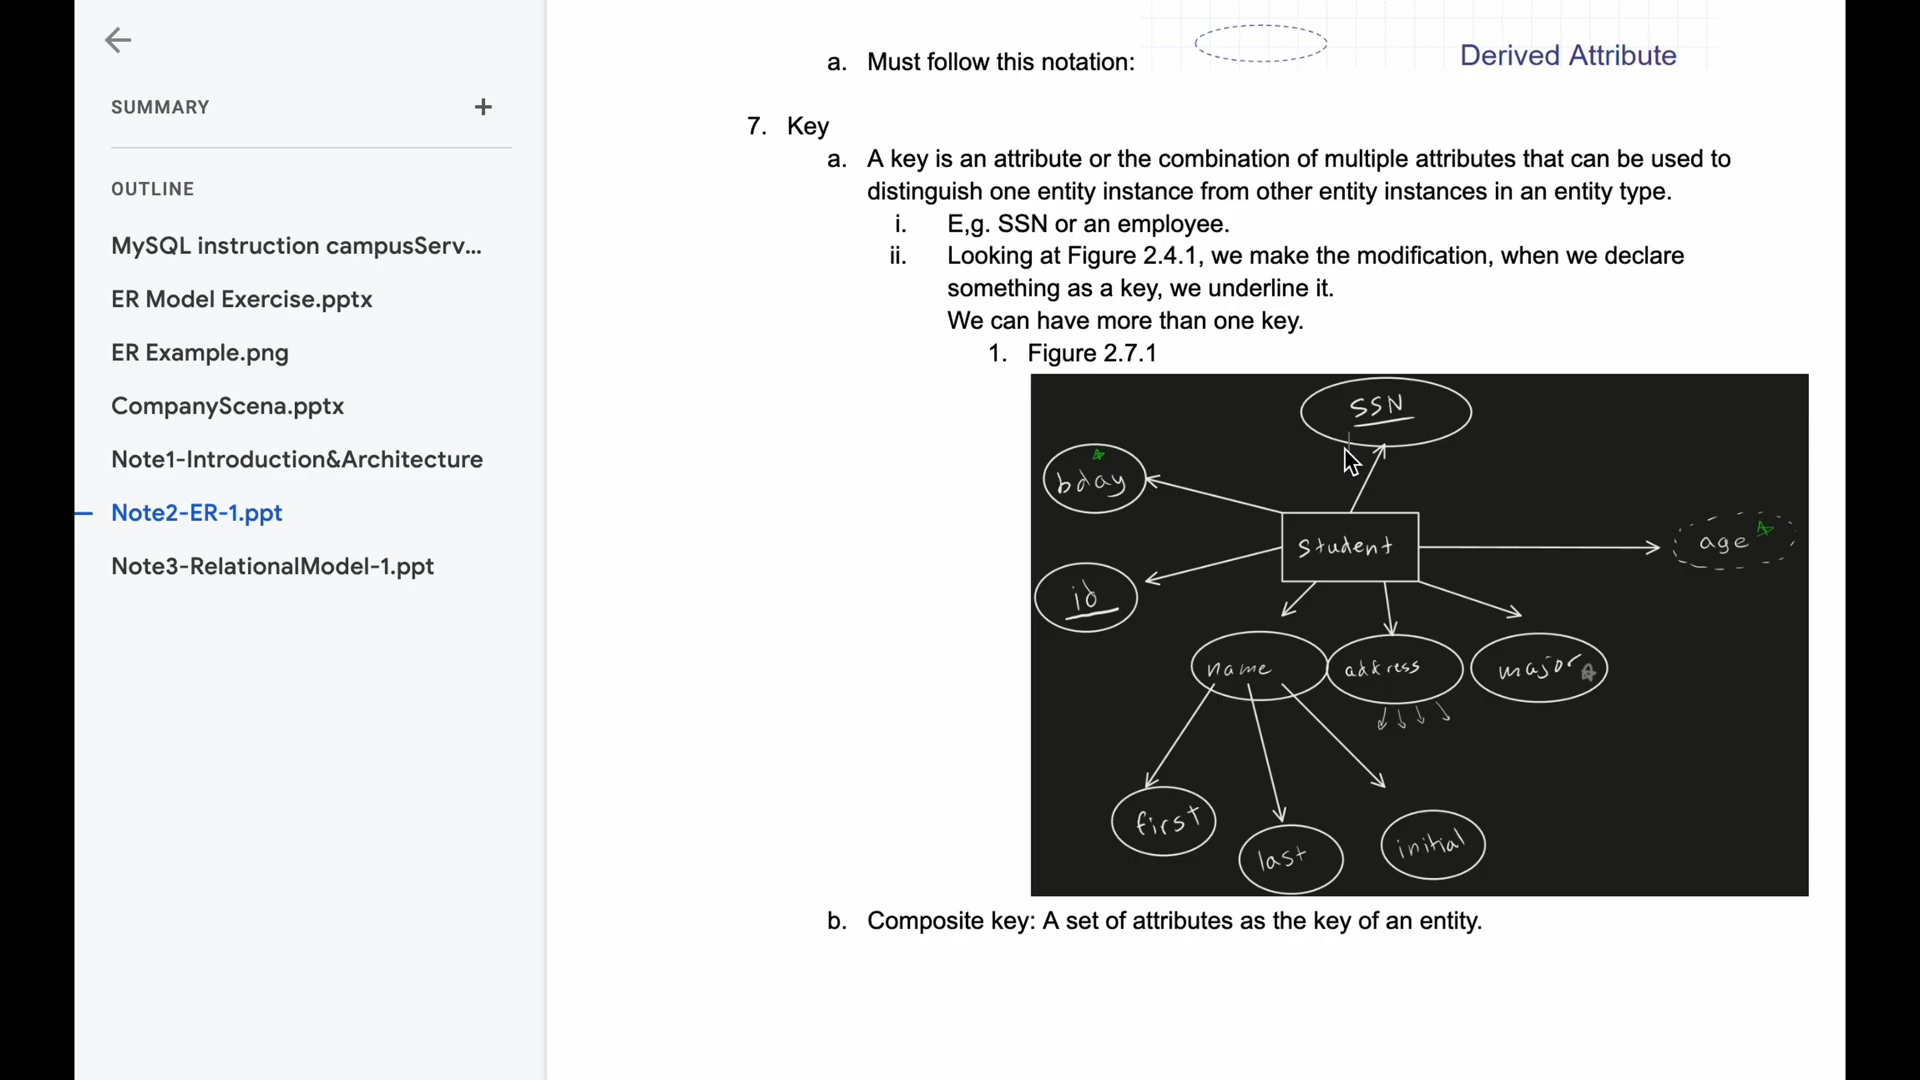 SUMMARY
+
OUTLINE
MySQL instruction campusServ...
ER Model Exercise.pptx
ER Example.png
CompanyScena.pptx
Note1-Introduction&Architecture
Note2-ER-1.ppt
Note3-RelationalModel-1.ppt
a. Must follow this notation:
Derived Attribute
7. Key
a. A key is an attribute or the combination of multiple attributes that can be used to
distinguish one entity instance from other entity instances in an entity type.
i. E,g. SSN or an employee.
ii. Looking at Figure 2.4.1, we make the modification, when we declare
something as a key, we underline it.
We can have more than one key.
1. Figure 2.7.1
SSN
bday
student
age
id
name
address
major
first
last
initial
b. Composite key: A set of attributes as the key of an entity.